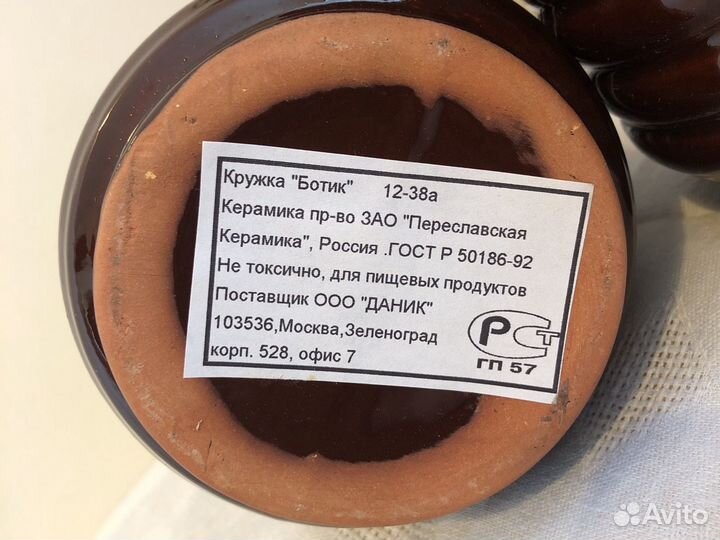 Кружка "Ботик" 12-38а
Керамика пр-во ЗАО "Переславская
Керамика", Россия .ГОСТ Р 50186-92
Не токсично, для пищевых продуктов
Поставщик ООО "ДАНИК"
103536,Москва,Зеленоград
корп. 528, офис 7
РСТ
ГП 57
Avito